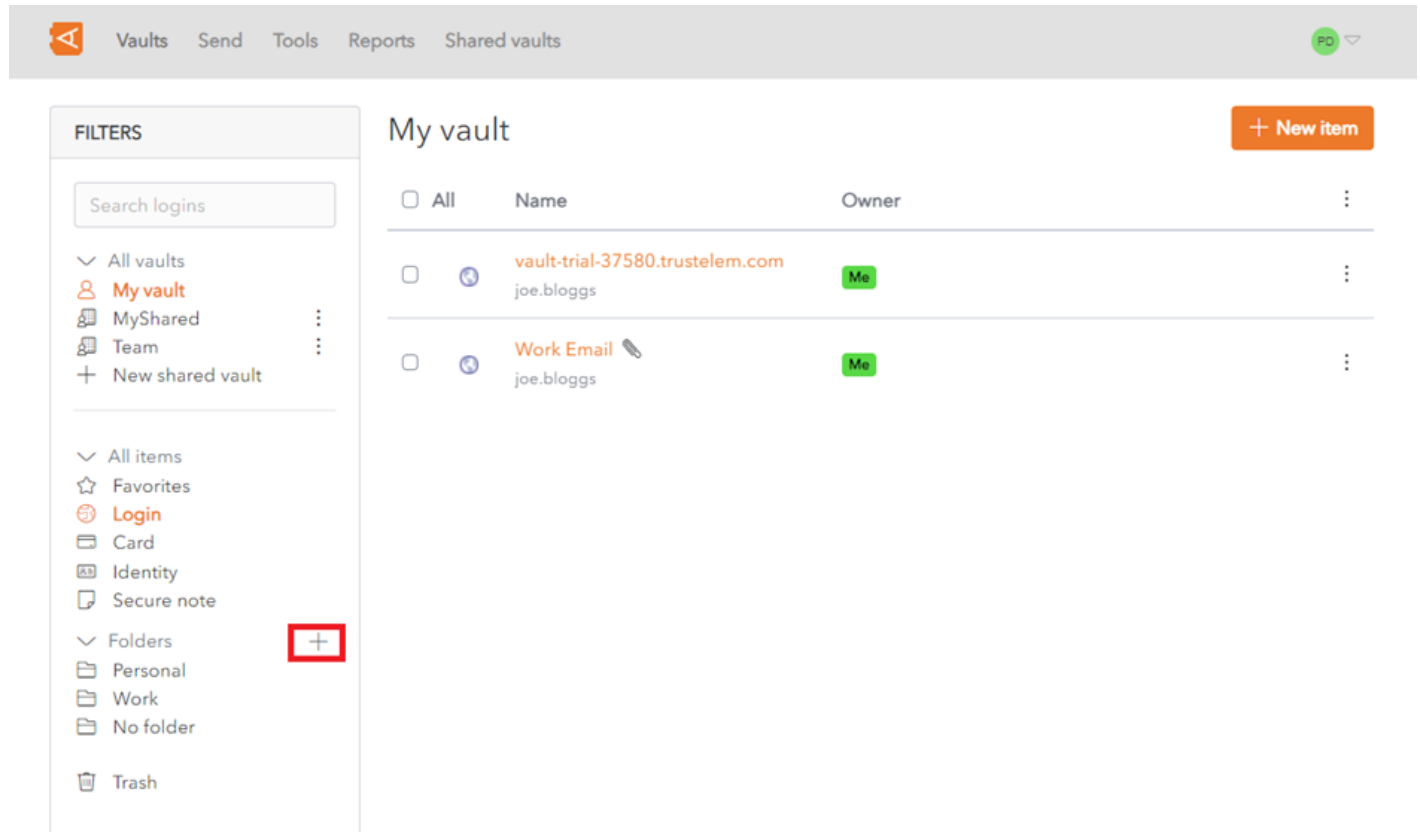 Vaults Send Tools Reports Shared vaults PD
FILTERS
Search logins
All vaults
My vault
MyShared
Team
New shared vault
All items
Favorites
Login
Card
Identity
Secure note
Folders
Personal
Work
No folder
Trash
My vault
+ New item
All Name Owner
vault-trial-37580.trustelem.com
joe.bloggs
Me
Work Email
joe.bloggs
Me